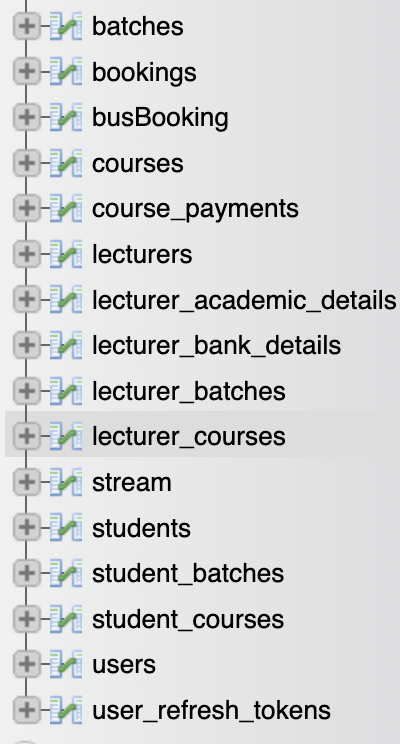 batches
bookings
busBooking
courses
course_payments
lecturers
lecturer_academic_details
lecturer_bank_details
lecturer_batches
lecturer_courses
stream
students
student_batches
student_courses
users
user_refresh_tokens